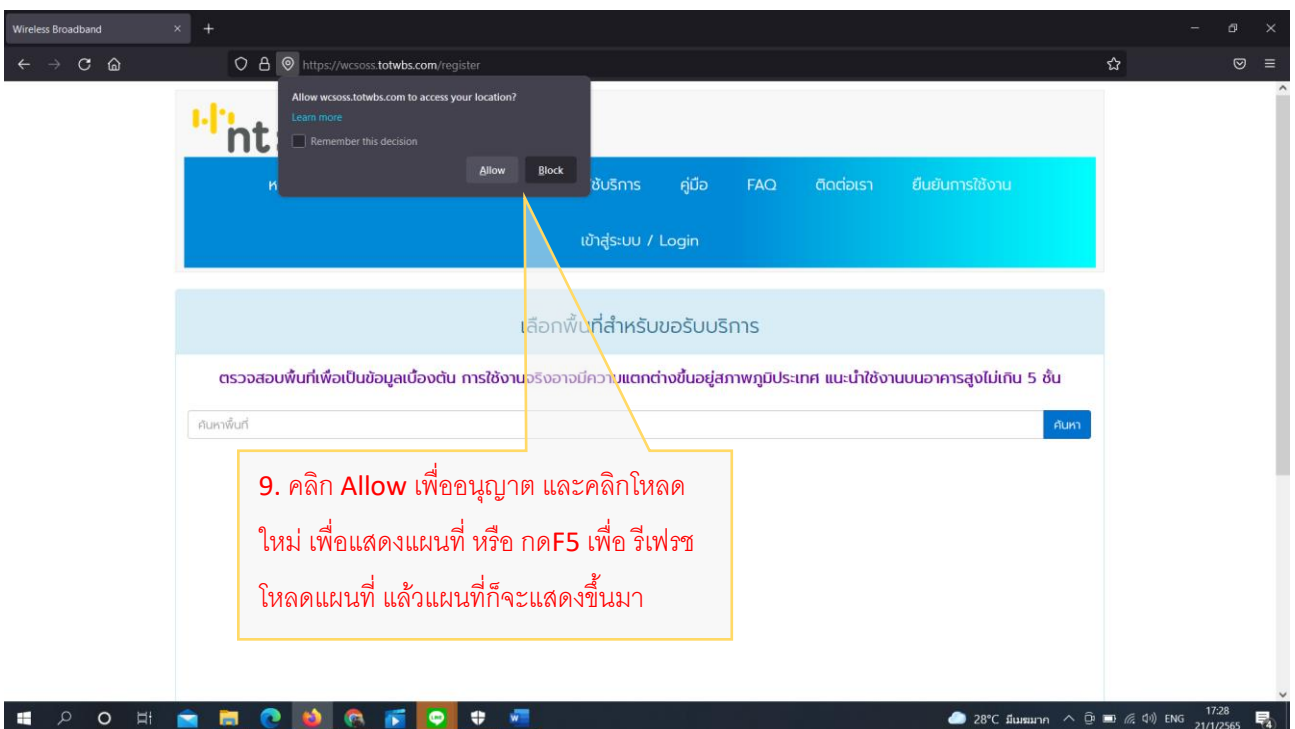 Wireless Broadband
https://wcsoss.totwbs.com/register
Allow wcsoss.totwbs.com to access your location?
Learn more
Remember this decision
Allow Block
nt
คู่มือ FAQ ติดต่อเรา ยืนยันการใช้งาน
เข้าสู่ระบบ / Login
เลือกพื้นที่สำหรับขอรับบริการ
ตรวจสอบพื้นที่เพื่อเป็นข้อมูลเบื้องต้น การใช้งานจริงอาจมีความแตกต่างขึ้นอยู่สภาพภูมิประเทศ แนะนำใช้งานบนอาคารสูงไม่เกิน 5 ชั้น
ค้นหาพื้นที่ ค้นหา
9. คลิก Allow เพื่ออนุญาต และคลิกโหลด
ใหม่ เพื่อแสดงแผนที่ หรือ กดF5 เพื่อ รีเฟรช
โหลดแผนที่ แล้วแผนที่ก็จะแสดงขึ้นมา
28°C มีเมฆมาก ENG 17:28
21/1/2565 4